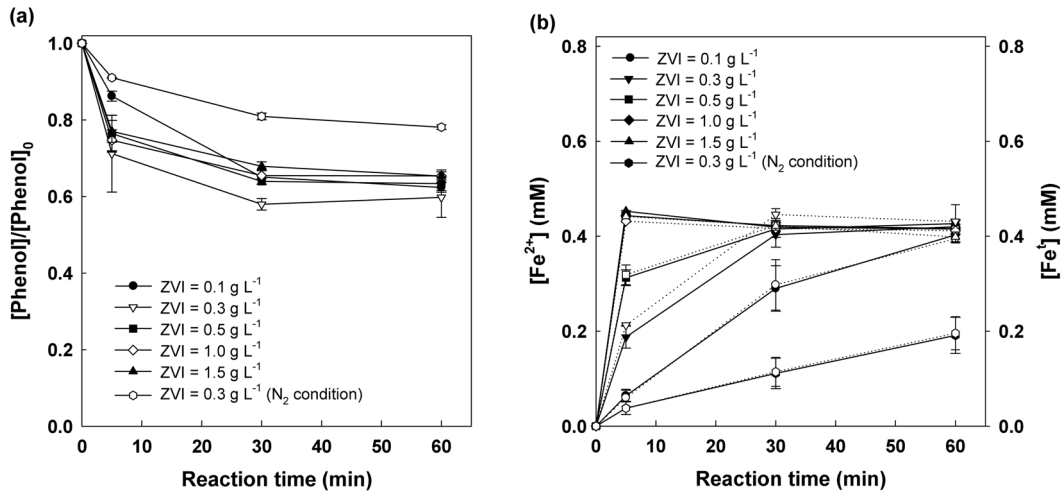 (a)
1.0
0.8
0.6
0.4
0.2
0.0
[Phenol]/[Phenol]₀
ZVI = 0.1 g L⁻¹
ZVI = 0.3 g L⁻¹
ZVI = 0.5 g L⁻¹
ZVI = 1.0 g L⁻¹
ZVI = 1.5 g L⁻¹
ZVI = 0.3 g L⁻¹ (N₂ condition)
0 10 20 30 40 50 60
Reaction time (min)
(b)
0.8
0.6
0.4
0.2
0.0
[Fe²⁺] (mM)
ZVI = 0.1 g L⁻¹
ZVI = 0.3 g L⁻¹
ZVI = 0.5 g L⁻¹
ZVI = 1.0 g L⁻¹
ZVI = 1.5 g L⁻¹
ZVI = 0.3 g L⁻¹ (N₂ condition)
0 10 20 30 40 50 60
Reaction time (min)
0.8
0.6
0.4
0.2
0.0
[Feᵗ] (mM)